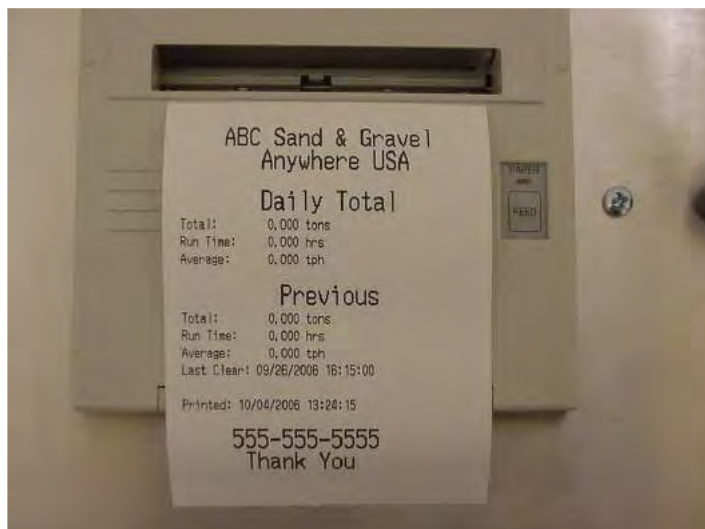 ABC Sand & Gravel
Anywhere USA
Daily Total
Total: 0.000 tons
Run Time: 0.000 hrs
Average: 0.000 tph
Previous
Total: 0.000 tons
Run Time: 0.000 hrs
Average: 0.000 tph
Last Clear: 09/26/2006 16:15:00
Printed: 10/04/2006 13:24:15
555-555-5555
Thank You
PAPER
FEED